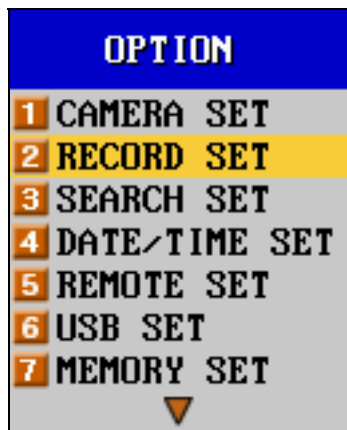 OPTION
1 CAMERA SET
2 RECORD SET
3 SEARCH SET
4 DATE/TIME SET
5 REMOTE SET
6 USB SET
7 MEMORY SET